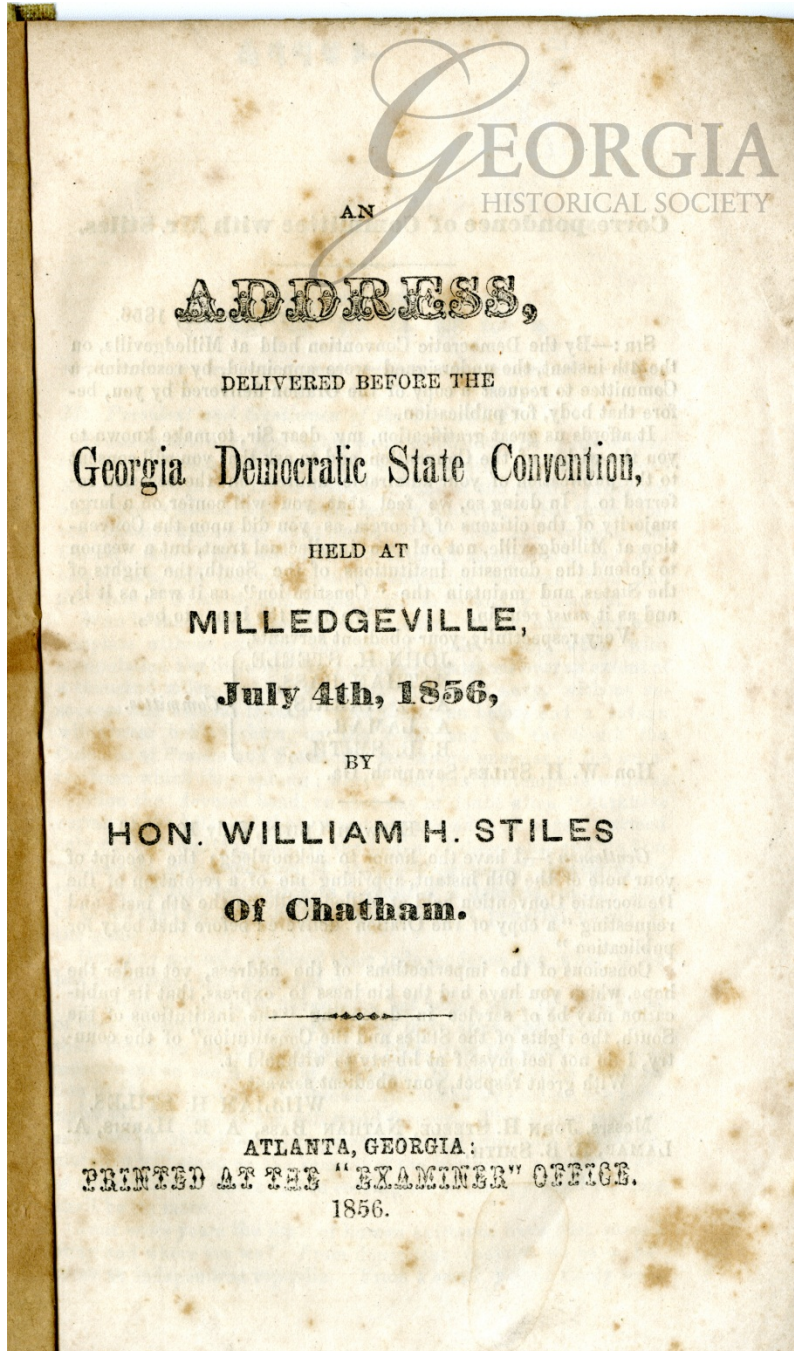 GEORGIA
HISTORICAL SOCIETY
AN
ADDRESS,
DELIVERED BEFORE THE
Georgia Democratic State Convention,
HELD AT
MILLEDGEVILLE,
July 4th, 1856,
BY
HON. WILLIAM H. STILES
Of Chatham.
ATLANTA, GEORGIA:
PRINTED AT THE "EXAMINER" OFFICE.
1856.